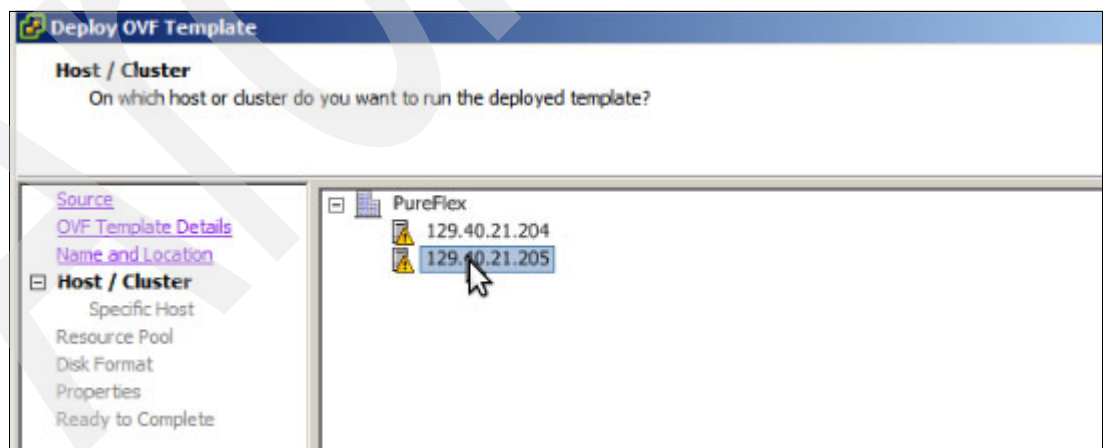 Deploy OVF Template
Host / Cluster
On which host or cluster do you want to run the deployed template?
Source
OVF Template Details
Name and Location
Host / Cluster
Specific Host
Resource Pool
Disk Format
Properties
Ready to Complete
PureFlex
129.40.21.204
129.40.21.205